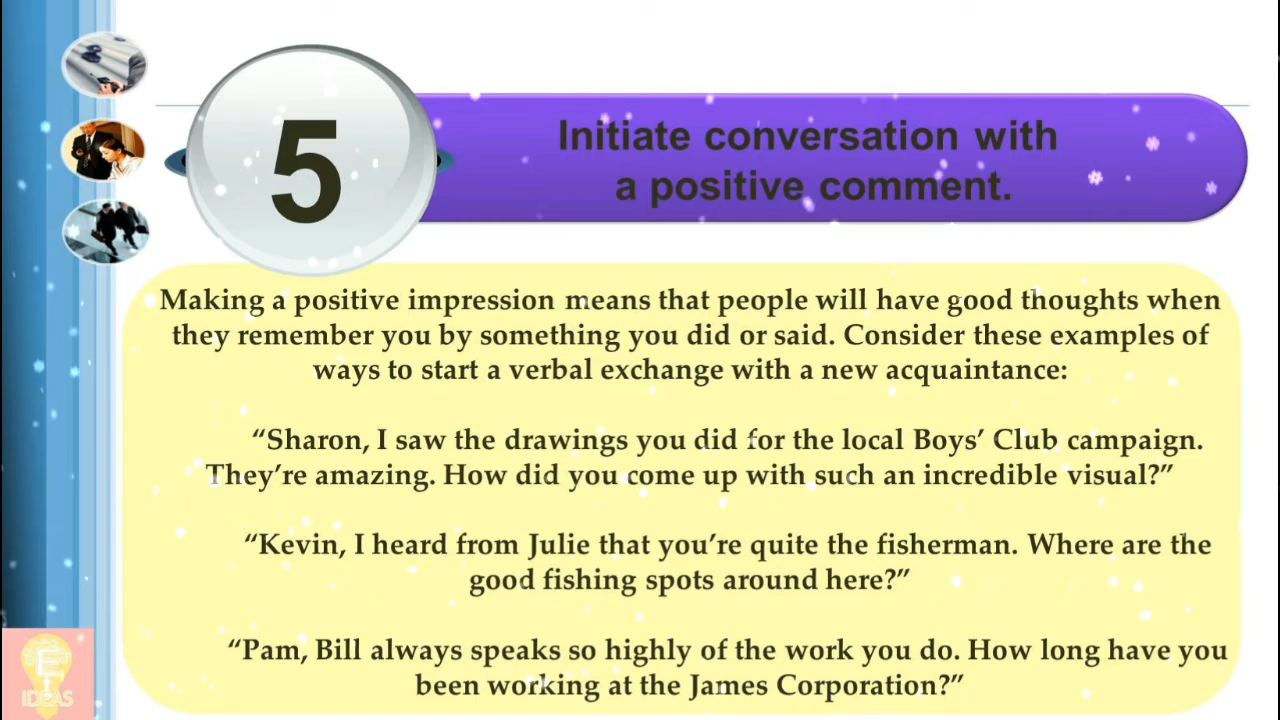 5
Initiate conversation with
a positive comment.
Making a positive impression means that people will have good thoughts when
they remember you by something you did or said. Consider these examples of
ways to start a verbal exchange with a new acquaintance:
“Sharon, I saw the drawings you did for the local Boys’ Club campaign.
They’re amazing. How did you come up with such an incredible visual?”
“Kevin, I heard from Julie that you’re quite the fisherman. Where are the
good fishing spots around here?”
“Pam, Bill always speaks so highly of the work you do. How long have you
been working at the James Corporation?”
E
IDEAS